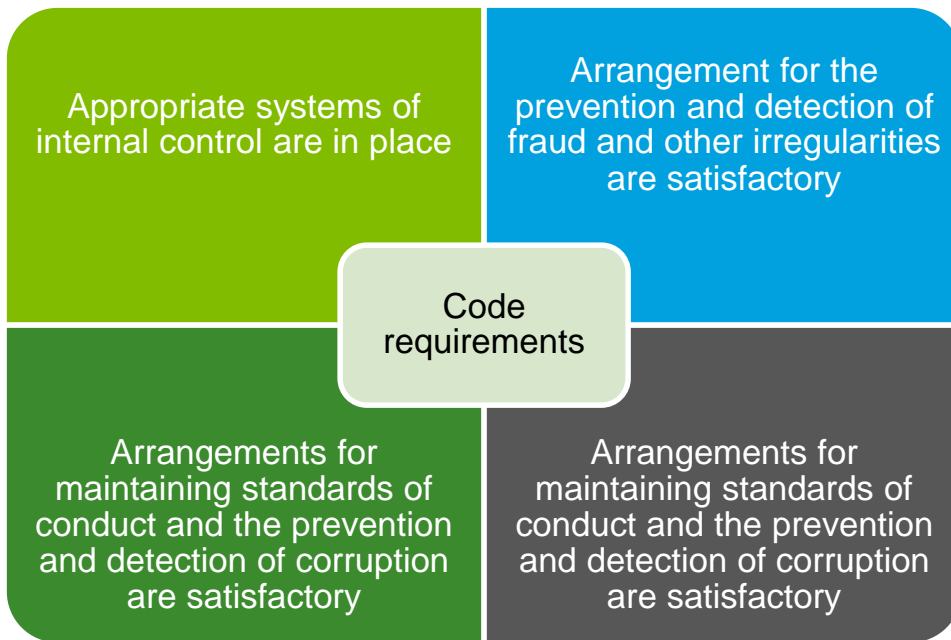 Appropriate systems of
internal control are in place
Arrangement for the
prevention and detection of
fraud and other irregularities
are satisfactory
Code
requirements
Arrangements for
maintaining standards of
conduct and the prevention
and detection of corruption
are satisfactory
Arrangements for
maintaining standards of
conduct and the prevention
and detection of corruption
are satisfactory